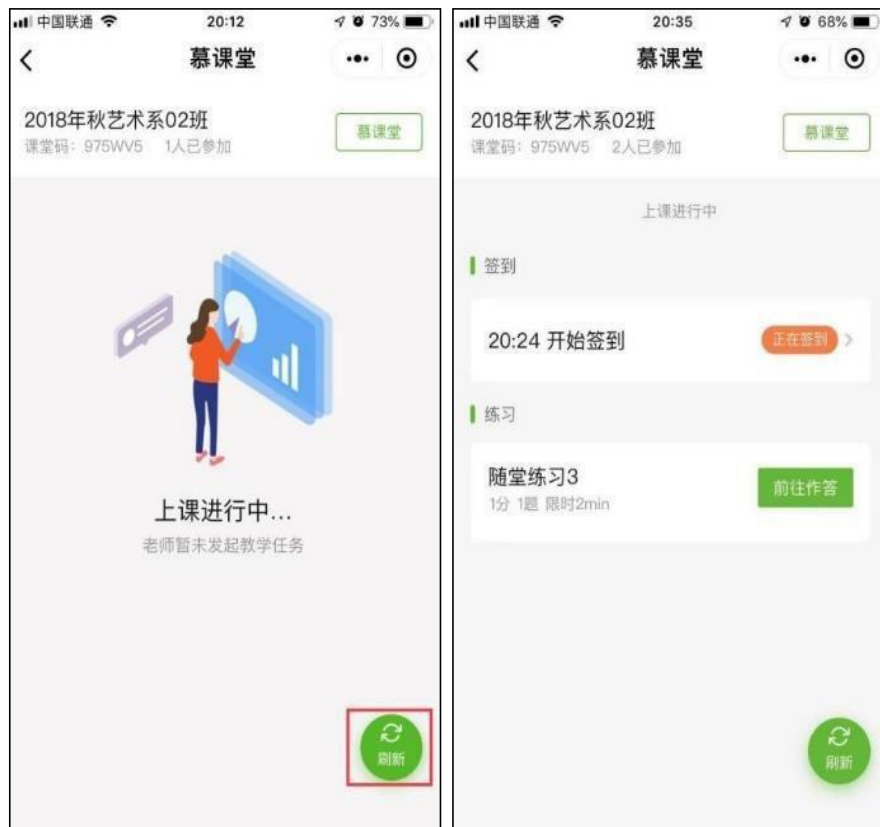 中国联通
20:12
73%
慕课堂
2018年秋艺术系02班
课堂码：975WV5 1人已参加
慕课堂
上课进行中...
老师暂未发起教学任务
刷新
中国联通
20:35
68%
慕课堂
2018年秋艺术系02班
课堂码：975WV5 2人已参加
慕课堂
上课进行中
签到
20:24 开始签到
正在签到
练习
随堂练习3
1分 1题 限时2min
前往作答
刷新